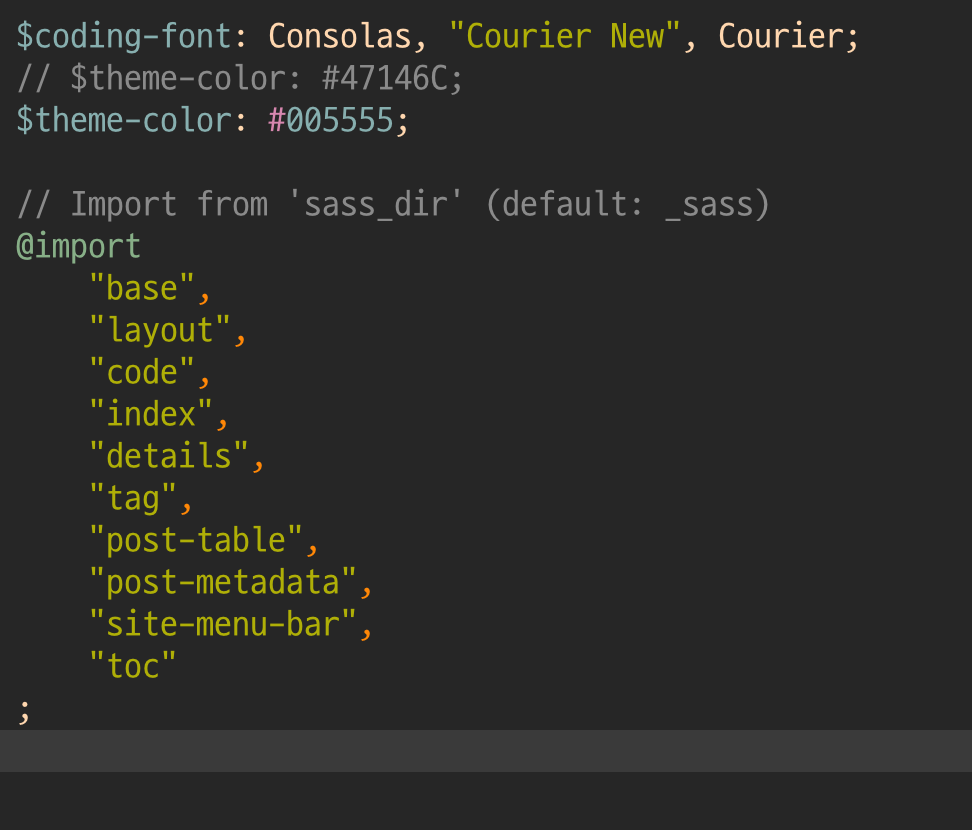 $coding-font: Consolas, "Courier New", Courier;
// $theme-color: #47146C;
$theme-color: #005555;

// Import from 'sass_dir' (default: _sass)
@import
    "base",
    "layout",
    "code",
    "index",
    "details",
    "tag",
    "post-table",
    "post-metadata",
    "site-menu-bar",
    "toc"
;